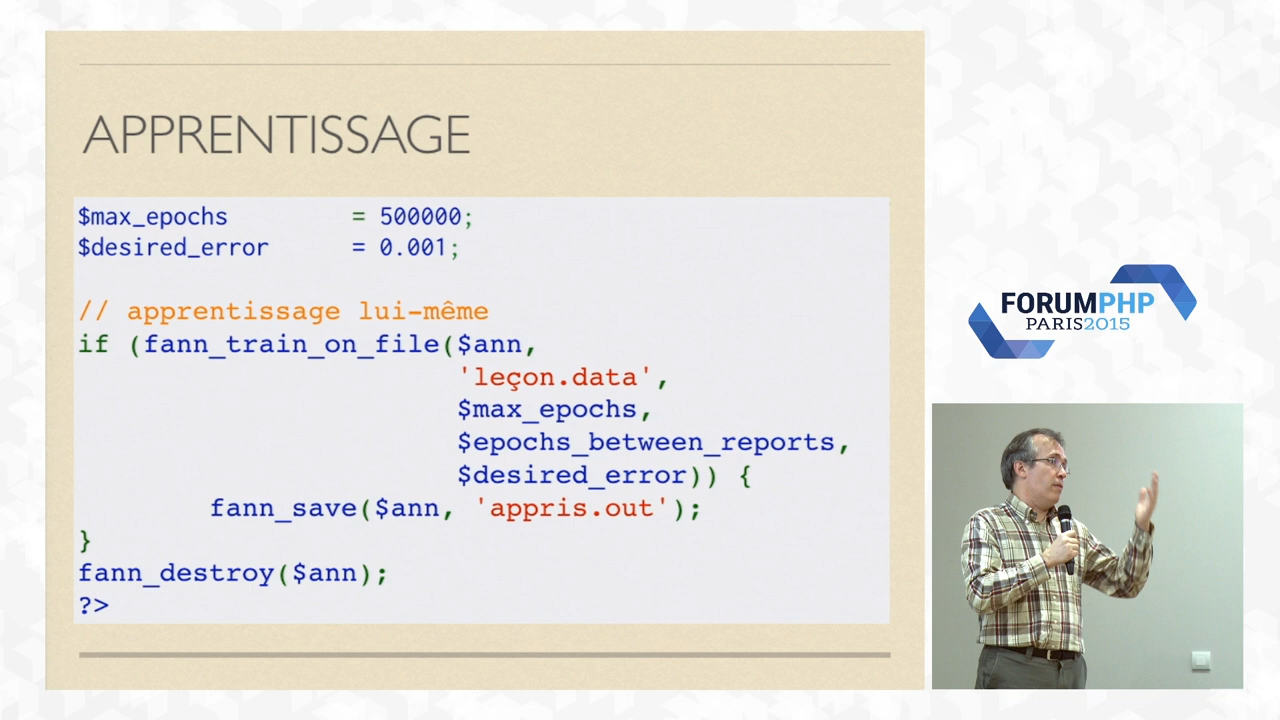 APPRENTISSAGE
$max_epochs = 500000;
$desired_error = 0.001;
// apprentissage lui-même
if (fann_train_on_file($ann,
'leçon.data',
$max_epochs,
$epochs_between_reports,
$desired_error)) {
fann_save($ann, 'appris.out');
}
fann_destroy($ann);
?>
FORUMPHP
PARIS2015